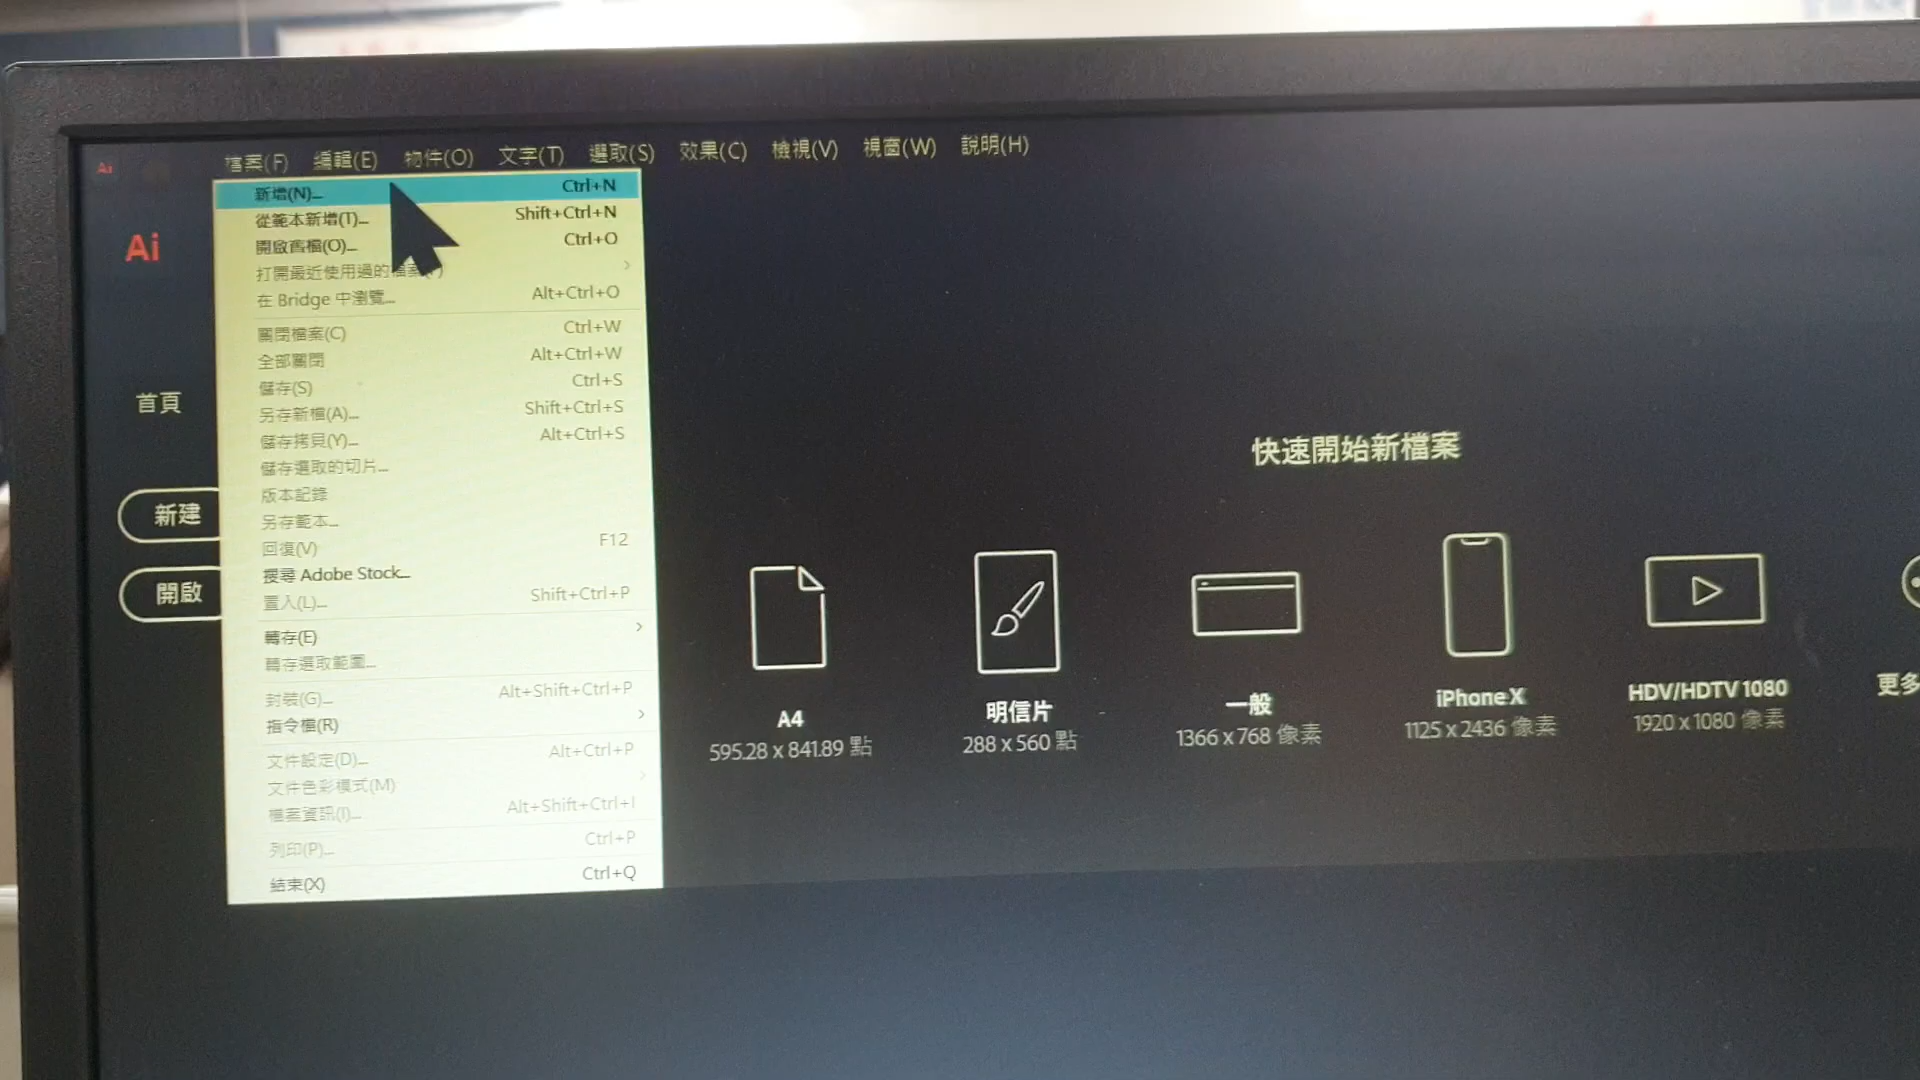 Ai 檔案(F) 編輯(E) 物件(O) 文字(T) 選取(S) 效果(C) 檢視(V) 視窗(W) 說明(H)
Ai
首頁
新建
開啟
新增(N)... Ctrl+N
從範本新增(T)... Shift+Ctrl+N
開啟舊檔(O)... Ctrl+O
打開最近使用過的檔案
在 Bridge 中瀏覽... Alt+Ctrl+O
關閉檔案(C) Ctrl+W
全部關閉 Alt+Ctrl+W
儲存(S) Ctrl+S
另存新檔(A)... Shift+Ctrl+S
儲存拷貝(Y)... Alt+Ctrl+S
儲存選取的切片...
版本記錄
另存範本...
回復(V) F12
搜尋 Adobe Stock...
置入(L)... Shift+Ctrl+P
轉存(E) >
轉存選取範圍...
封裝(G)... Alt+Shift+Ctrl+P
指令檔(R) >
文件設定(D)... Alt+Ctrl+P
文件色彩模式(M) >
檔案資訊(I)... Alt+Shift+Ctrl+I
列印(P)... Ctrl+P
結束(X) Ctrl+Q
快速開始新檔案
A4
595.28 x 841.89 點
明信片
288 x 560 點
一般
1366 x 768 像素
iPhone X
1125 x 2436 像素
HDV/HDTV 1080
1920 x 1080 像素
更多